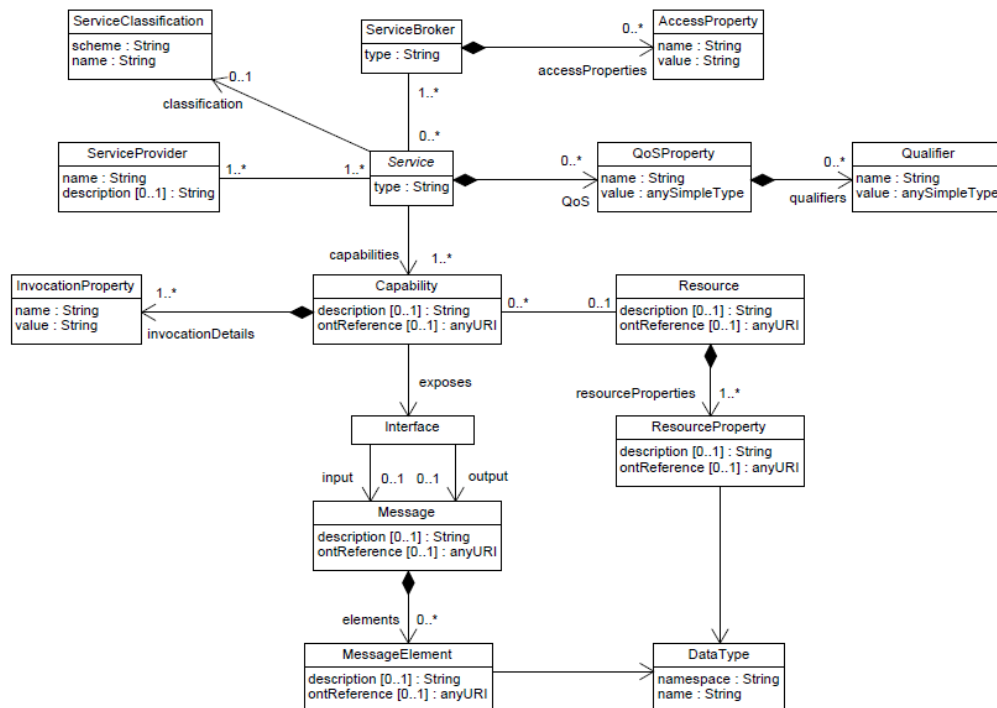 ServiceClassification
scheme : String
name : String
ServiceBroker
type : String
0..*
accessProperties
AccessProperty
name : String
value : String
0..1
classification
1..*
0..*
ServiceProvider
name : String
description [0..1] : String
1..*
1..*
Service
type : String
0..*
QoS
QoSProperty
name : String
value : anySimpleType
0..*
qualifiers
Qualifier
name : String
value : anySimpleType
capabilities
1..*
InvocationProperty
name : String
value : String
1..*
invocationDetails
Capability
description [0..1] : String
ontReference [0..1] : anyURI
0..*
0..1
Resource
description [0..1] : String
ontReference [0..1] : anyURI
exposes
resourceProperties
1..*
Interface
ResourceProperty
description [0..1] : String
ontReference [0..1] : anyURI
input
0..1
0..1
output
Message
description [0..1] : String
ontReference [0..1] : anyURI
elements
0..*
MessageElement
description [0..1] : String
ontReference [0..1] : anyURI
DataType
namespace : String
name : String